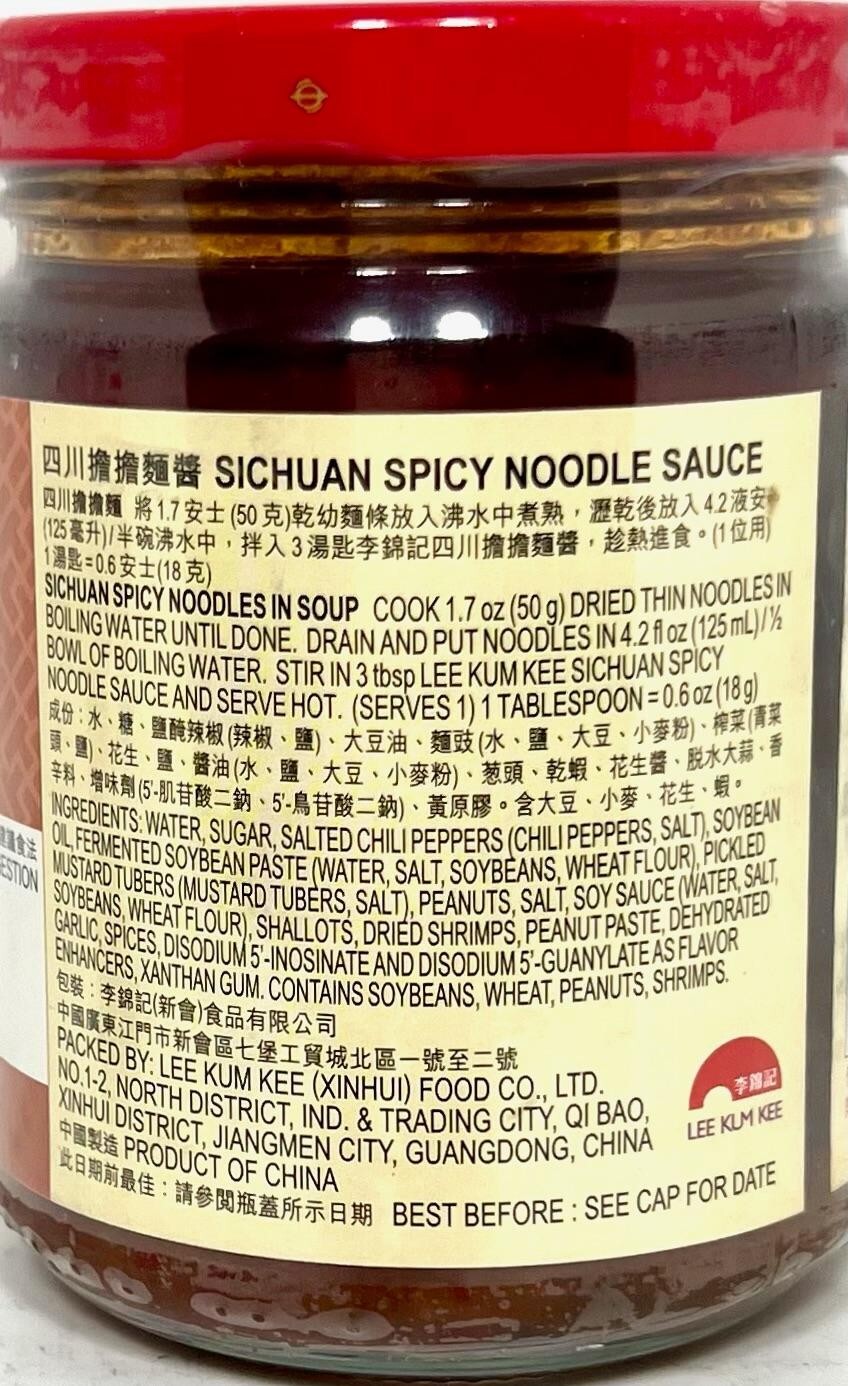 四川擔擔麵醬 SICHUAN SPICY NOODLE SAUCE
四川擔擔麵 將1.7安士(50克)乾幼麵條放入沸水中煮熟，瀝乾後放入4.2液安
(125毫升)/半碗沸水中，拌入3湯匙李錦記四川擔擔麵醬，趁熱進食。(1位用)
1湯匙=0.6安士(18克)
SICHUAN SPICY NOODLES IN SOUP COOK 1.7 oz (50 g) DRIED THIN NOODLES IN
BOILING WATER UNTIL DONE. DRAIN AND PUT NOODLES IN 4.2 fl oz (125 mL) / ½
BOWL OF BOILING WATER. STIR IN 3 tbsp LEE KUM KEE SICHUAN SPICY
NOODLE SAUCE AND SERVE HOT. (SERVES 1) 1 TABLESPOON = 0.6 oz (18 g)
成份：水、糖、鹽醃辣椒(辣椒、鹽)、大豆油、麵豉(水、鹽、大豆、小麥粉)、榨菜(青菜
頭、鹽)、花生、鹽、醬油(水、鹽、大豆、小麥粉)、葱頭、乾蝦、花生醬、脫水大蒜、香
辛料、增味劑(5'-肌苷酸二鈉、5'-鳥苷酸二鈉)、黃原膠。含大豆、小麥、花生、蝦。
INGREDIENTS: WATER, SUGAR, SALTED CHILI PEPPERS (CHILI PEPPERS, SALT), SOYBEAN
OIL, FERMENTED SOYBEAN PASTE (WATER, SALT, SOYBEANS, WHEAT FLOUR), PICKLED
MUSTARD TUBERS (MUSTARD TUBERS, SALT), PEANUTS, SALT, SOY SAUCE (WATER, SALT,
SOYBEANS, WHEAT FLOUR), SHALLOTS, DRIED SHRIMPS, PEANUT PASTE, DEHYDRATED
GARLIC, SPICES, DISODIUM 5'-INOSINATE AND DISODIUM 5'-GUANYLATE AS FLAVOR
ENHANCERS, XANTHAN GUM. CONTAINS SOYBEANS, WHEAT, PEANUTS, SHRIMPS.
包裝：李錦記(新會)食品有限公司
中國廣東江門市新會區七堡工貿城北區一號至二號
PACKED BY: LEE KUM KEE (XINHUI) FOOD CO., LTD.
NO.1-2, NORTH DISTRICT, IND. & TRADING CITY, QI BAO,
XINHUI DISTRICT, JIANGMEN CITY, GUANGDONG, CHINA
中國製造 PRODUCT OF CHINA
此日期前最佳：請參閱瓶蓋所示日期 BEST BEFORE : SEE CAP FOR DATE
李錦記
LEE KUM KEE
議食法
ESTION